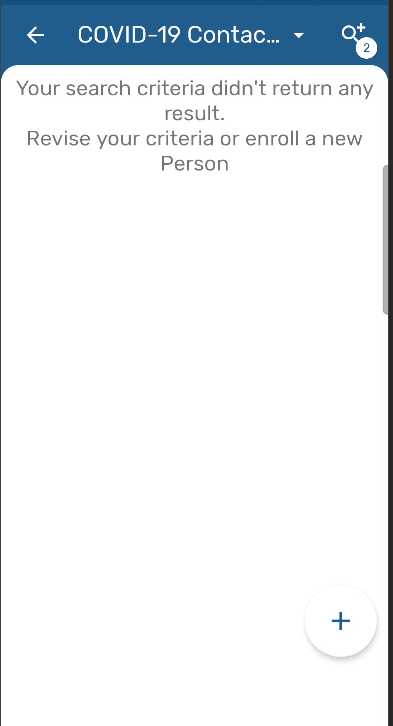 COVID-19 Contac...
2
Your search criteria didn't return any
result.
Revise your criteria or enroll a new
Person